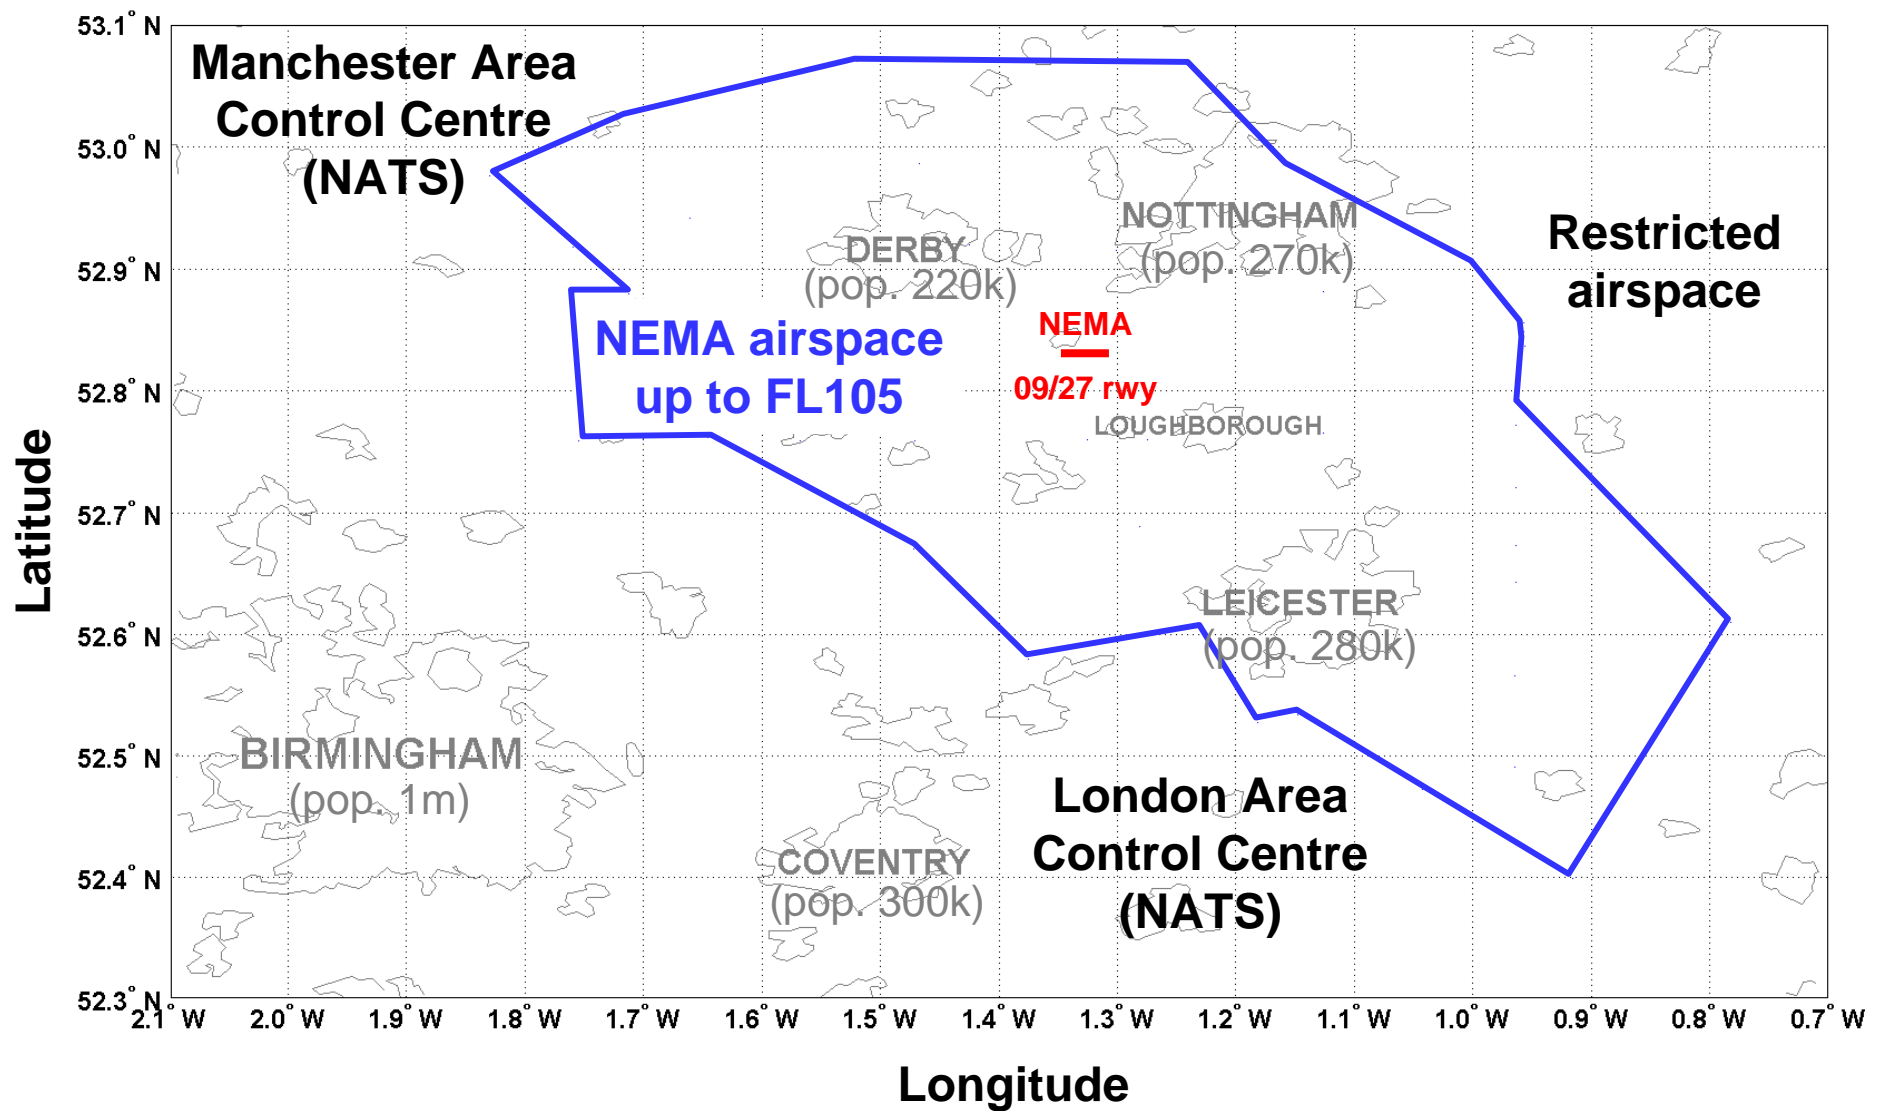 53.1° N
53.0° N
52.9° N
52.8° N
52.7° N
52.6° N
52.5° N
52.4° N
52.3° N
Latitude
Manchester Area
Control Centre
(NATS)
Restricted
airspace
NOTTINGHAM
(pop. 270k)
DERBY
(pop. 220k)
NEMA airspace
up to FL105
NEMA
09/27 rwy
LOUGHBOROUGH
LEICESTER
(pop. 280k)
BIRMINGHAM
(pop. 1m)
COVENTRY
(pop. 300k)
London Area
Control Centre
(NATS)
2.1° W 2.0° W 1.9° W 1.8° W 1.7° W 1.6° W 1.5° W 1.4° W 1.3° W 1.2° W 1.1° W 1.0° W 0.9° W 0.8° W 0.7° W
Longitude